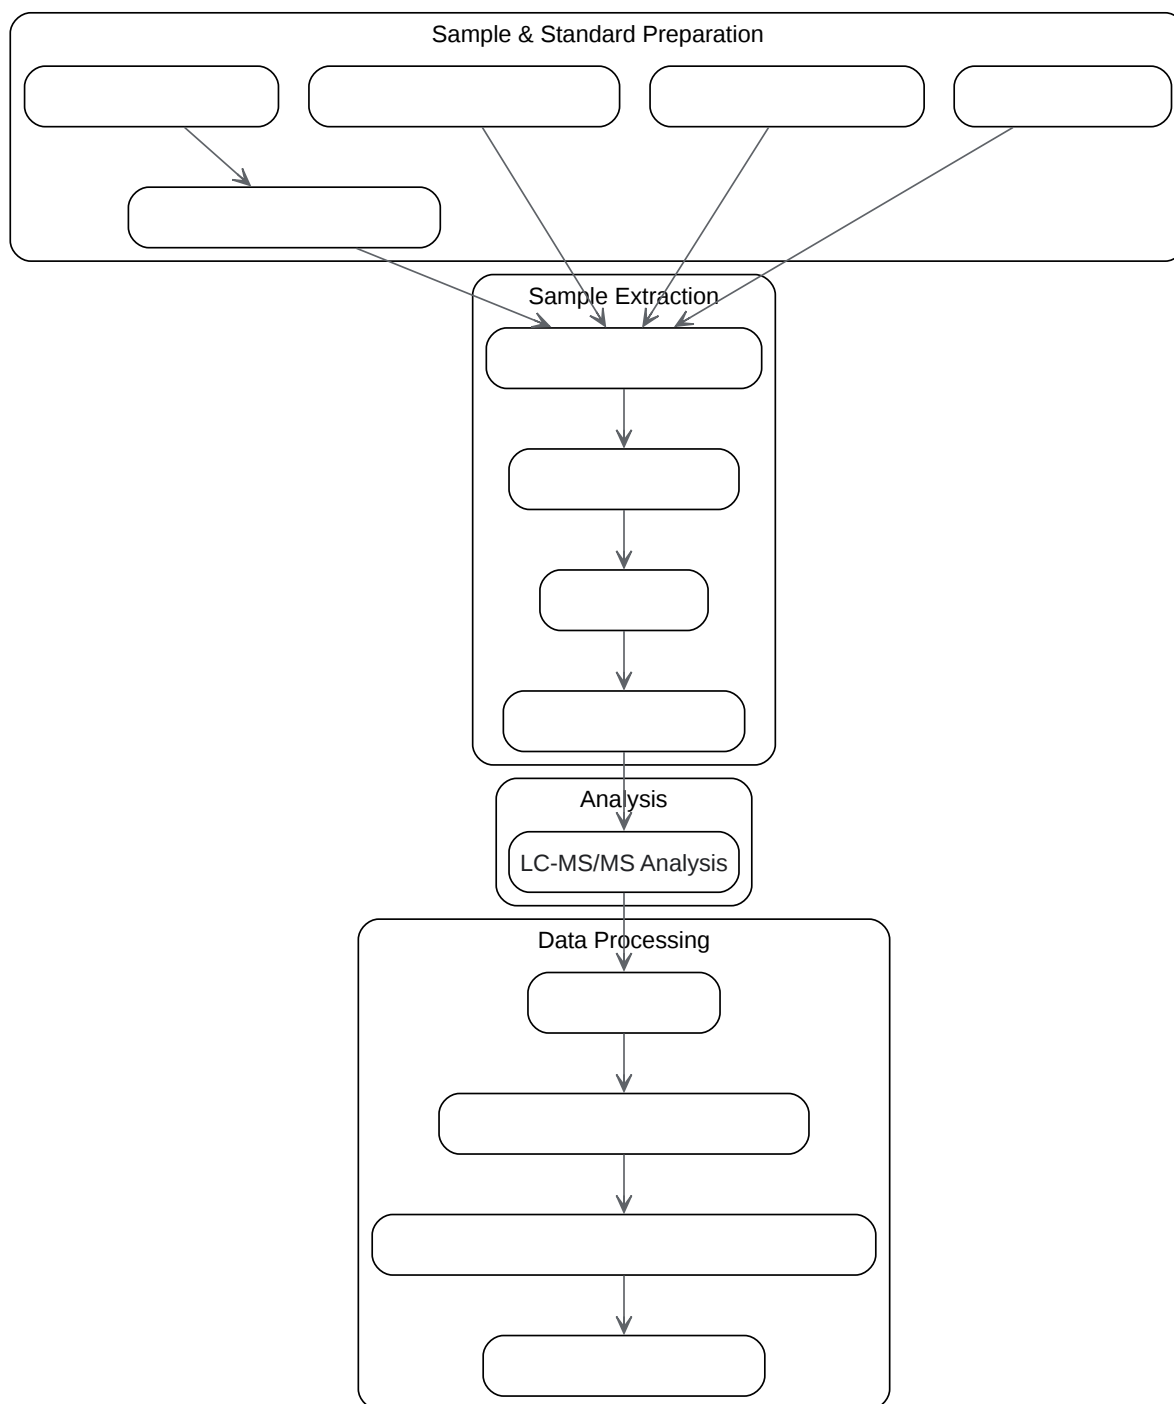 Sample & Standard Preparation
Sample Extraction
Analysis
LC-MS/MS Analysis
Data Processing